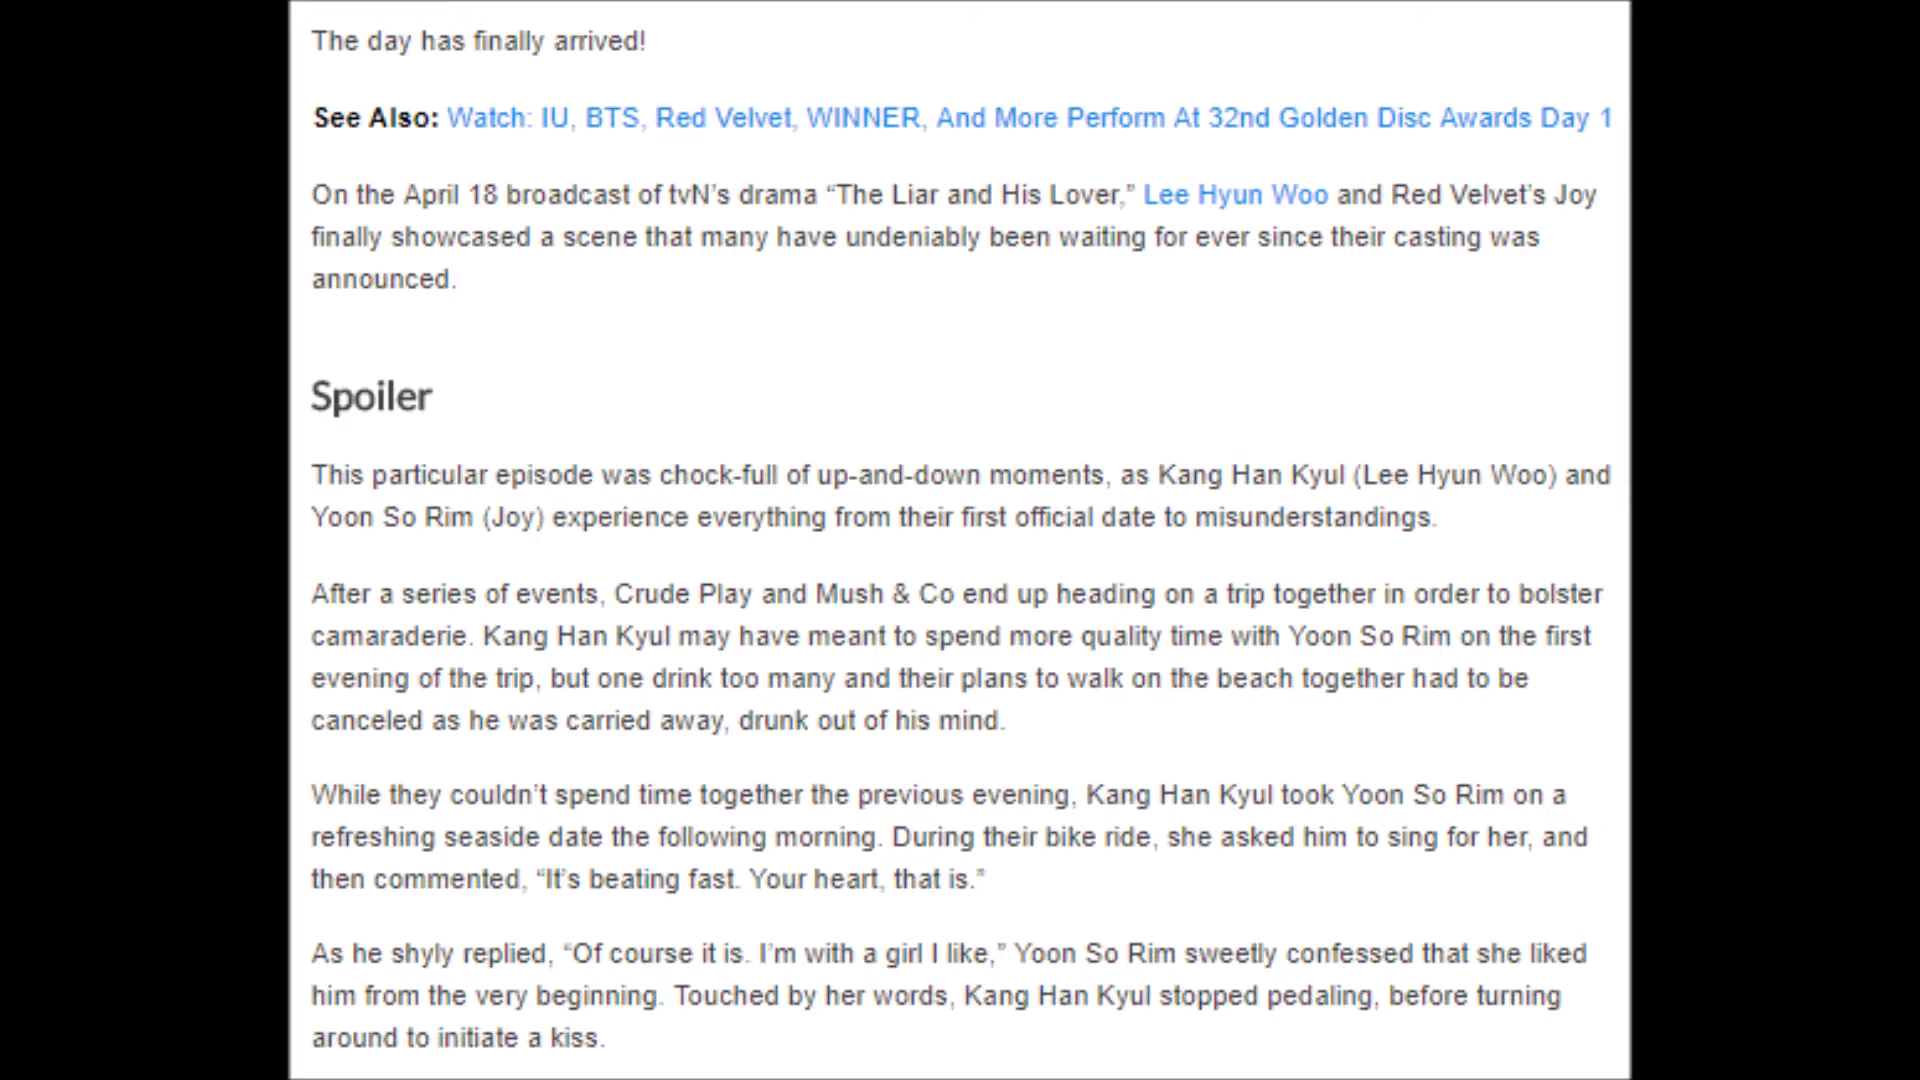 The day has finally arrived!
See Also: Watch: IU, BTS, Red Velvet, WINNER, And More Perform At 32nd Golden Disc Awards Day 1
On the April 18 broadcast of tvN’s drama “The Liar and His Lover,” Lee Hyun Woo and Red Velvet’s Joy
finally showcased a scene that many have undeniably been waiting for ever since their casting was
announced.
Spoiler
This particular episode was chock-full of up-and-down moments, as Kang Han Kyul (Lee Hyun Woo) and
Yoon So Rim (Joy) experience everything from their first official date to misunderstandings.
After a series of events, Crude Play and Mush & Co end up heading on a trip together in order to bolster
camaraderie. Kang Han Kyul may have meant to spend more quality time with Yoon So Rim on the first
evening of the trip, but one drink too many and their plans to walk on the beach together had to be
canceled as he was carried away, drunk out of his mind.
While they couldn’t spend time together the previous evening, Kang Han Kyul took Yoon So Rim on a
refreshing seaside date the following morning. During their bike ride, she asked him to sing for her, and
then commented, “It’s beating fast. Your heart, that is.”
As he shyly replied, “Of course it is. I’m with a girl I like,” Yoon So Rim sweetly confessed that she liked
him from the very beginning. Touched by her words, Kang Han Kyul stopped pedaling, before turning
around to initiate a kiss.